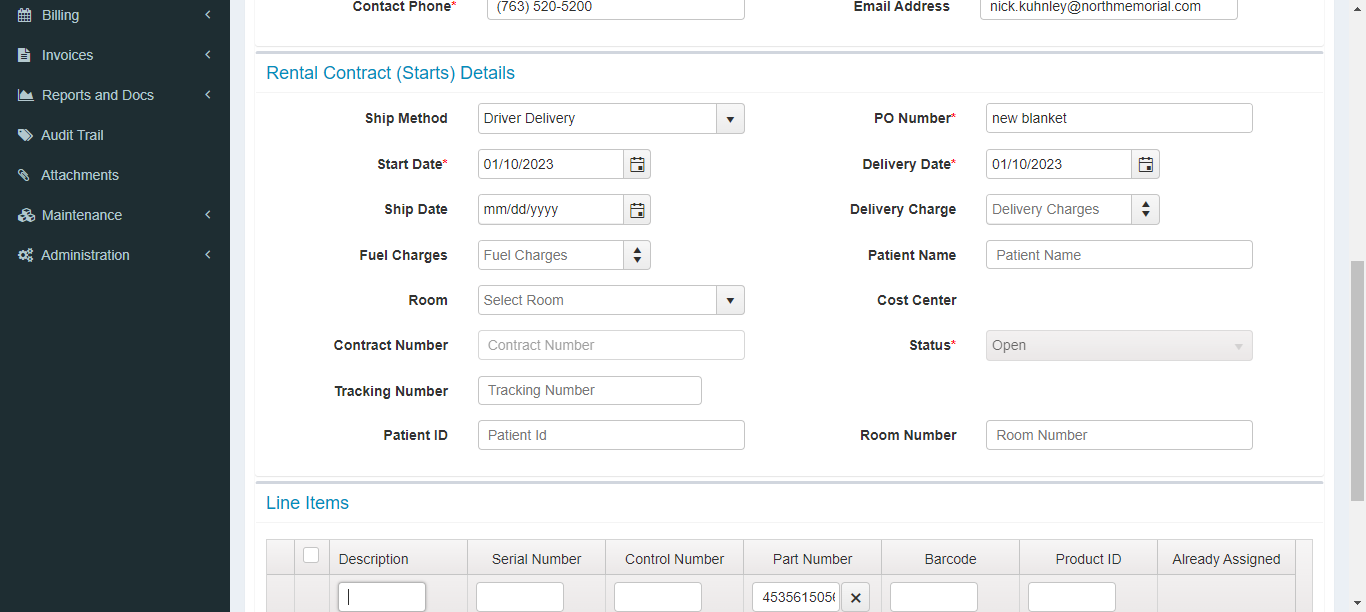 Billing
Invoices
Reports and Docs
Audit Trail
Attachments
Maintenance
Administration
Contact Phone* (763) 520-5200 Email Address nick.kuhnley@northmemorial.com
Rental Contract (Starts) Details
Ship Method Driver Delivery PO Number* new blanket
Start Date* 01/10/2023 Delivery Date* 01/10/2023
Ship Date mm/dd/yyyy Delivery Charge Delivery Charges
Fuel Charges Fuel Charges Patient Name Patient Name
Room Select Room Cost Center
Contract Number Contract Number Status* Open
Tracking Number Tracking Number
Patient ID Patient Id Room Number Room Number
Line Items
Description Serial Number Control Number Part Number Barcode Product ID Already Assigned
453561505